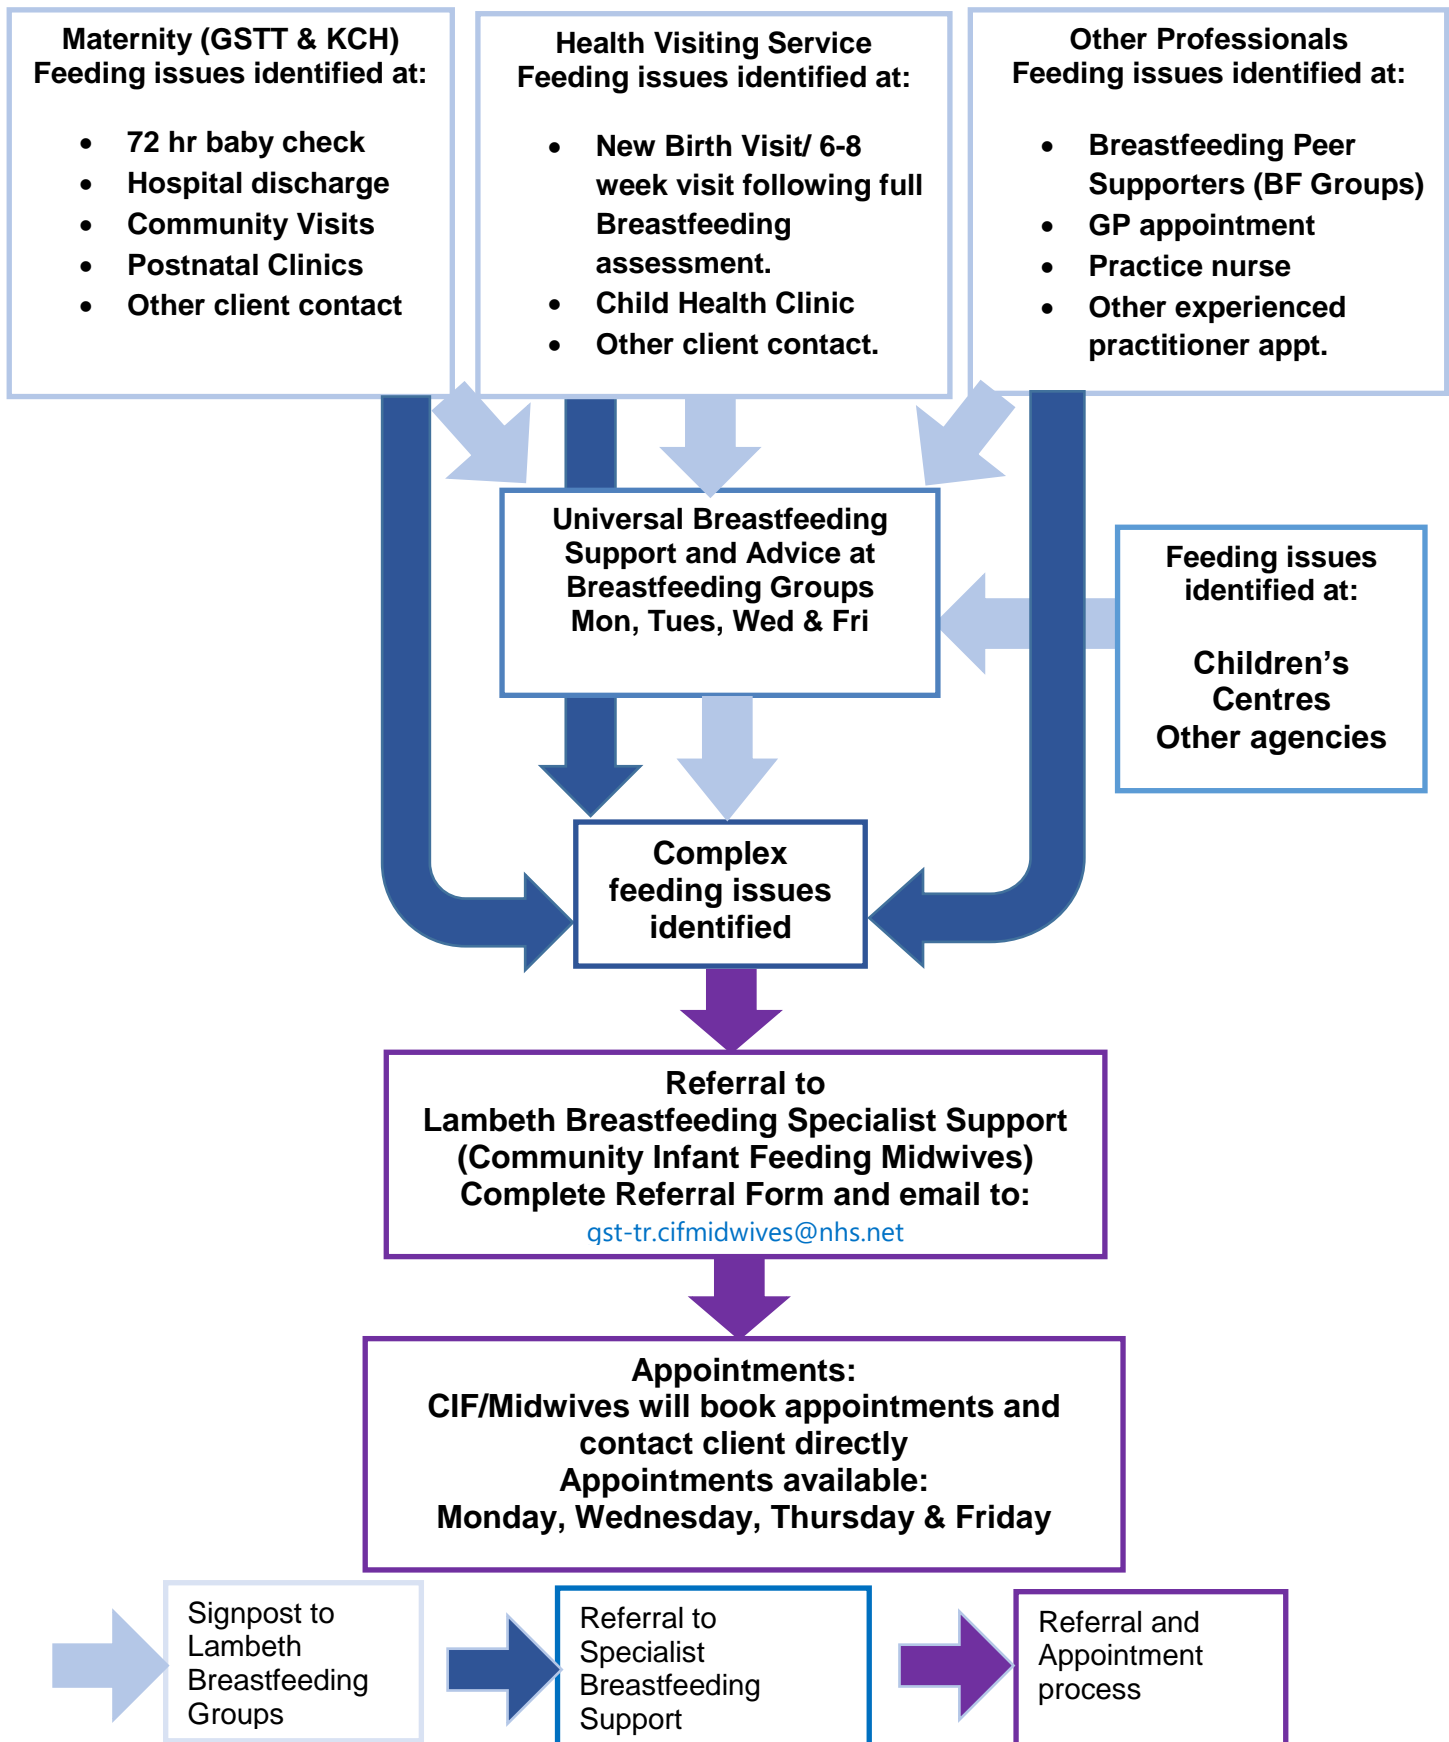 Maternity (GSTT & KCH)
Feeding issues identified at:
• 72 hr baby check
• Hospital discharge
• Community Visits
• Postnatal Clinics
• Other client contact
Health Visiting Service
Feeding issues identified at:
• New Birth Visit/ 6-8
week visit following full
Breastfeeding
assessment.
• Child Health Clinic
• Other client contact.
Other Professionals
Feeding issues identified at:
• Breastfeeding Peer
Supporters (BF Groups)
• GP appointment
• Practice nurse
• Other experienced
practitioner appt.
Universal Breastfeeding
Support and Advice at
Breastfeeding Groups
Mon, Tues, Wed & Fri
Feeding issues
identified at:
Children’s
Centres
Other agencies
Complex
feeding issues
identified
Referral to
Lambeth Breastfeeding Specialist Support
(Community Infant Feeding Midwives)
Complete Referral Form and email to:
gst-tr.cifmidwives@nhs.net
Appointments:
CIF/Midwives will book appointments and
contact client directly
Appointments available:
Monday, Wednesday, Thursday & Friday
Signpost to
Lambeth
Breastfeeding
Groups
Referral to
Specialist
Breastfeeding
Support
Referral and
Appointment
process